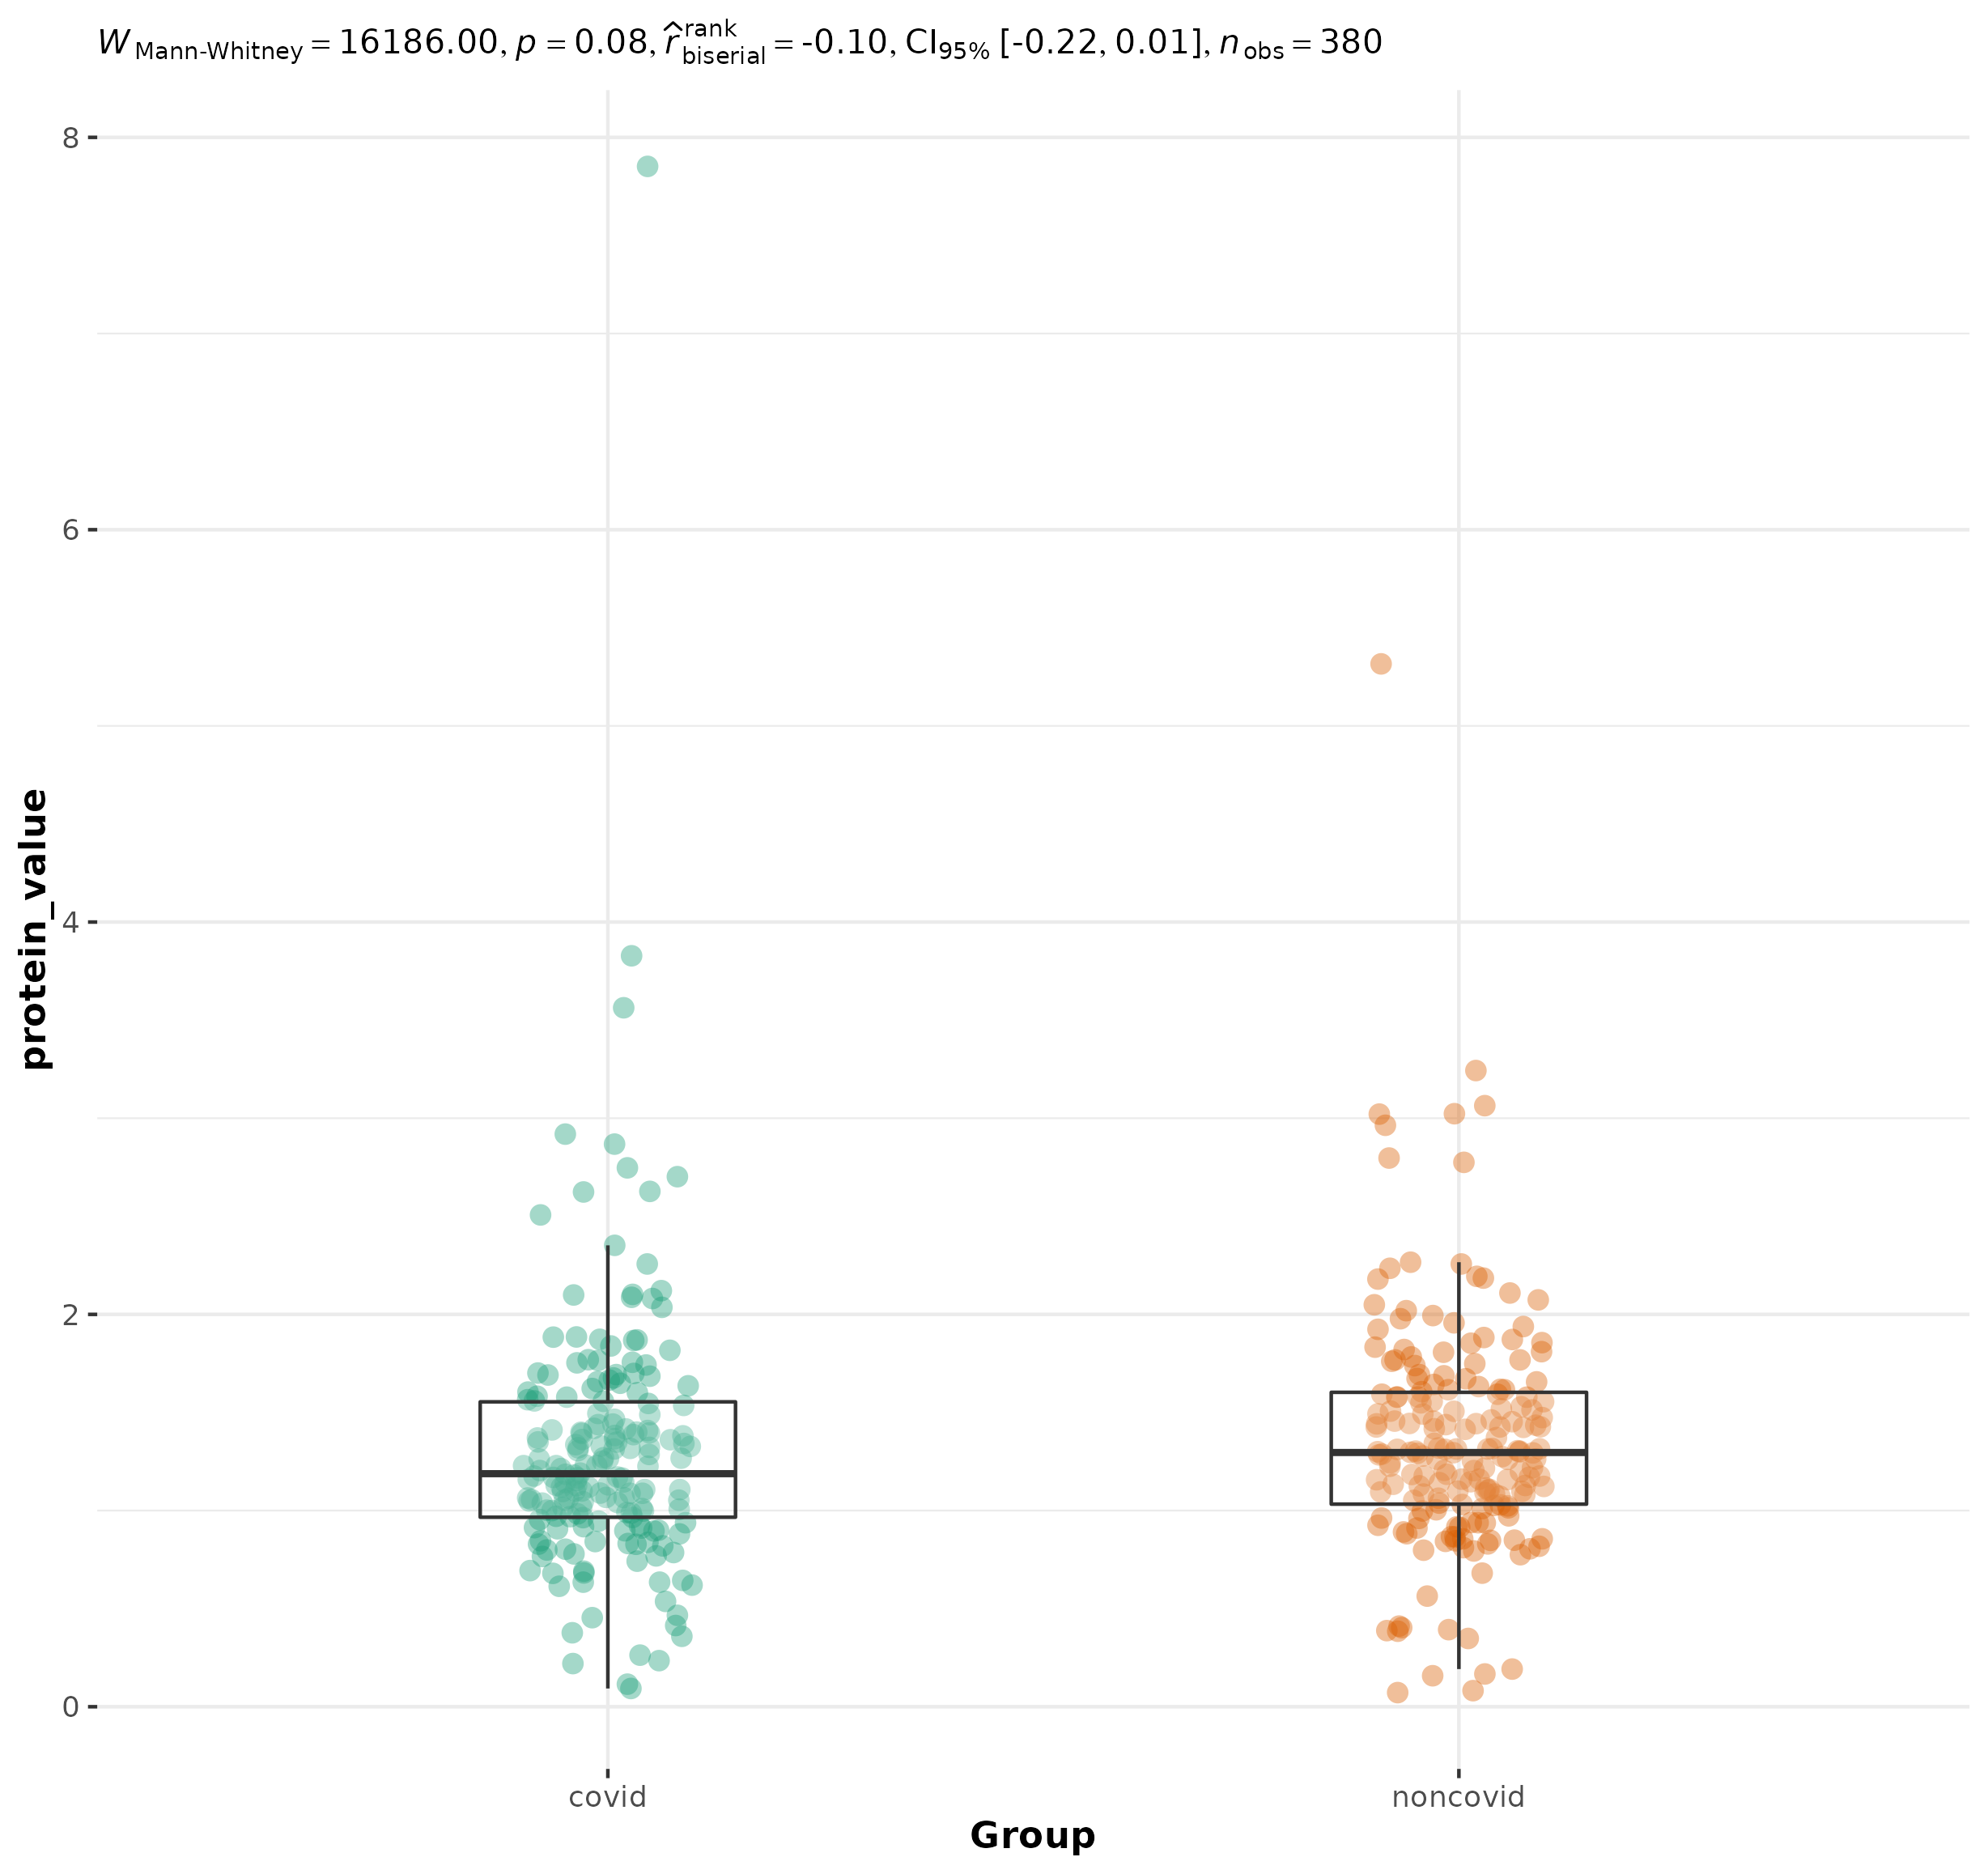 W Mann-Whitney = 16186.00, p = 0.08, r̂ rank biserial = -0.10, CI95% [-0.22, 0.01], n obs = 380
8
6
4
2
0
protein_value
covid noncovid
Group